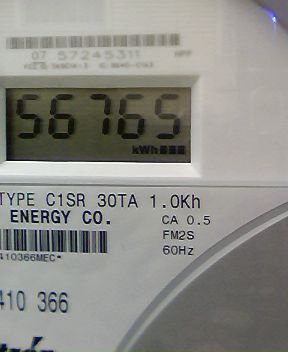 07 57245311 MPP
56765
kWh
TYPE C1SR 30TA 1.0Kh
ENERGY CO.
CA 0.5
FM2S
60Hz
410366MEC*
410 366